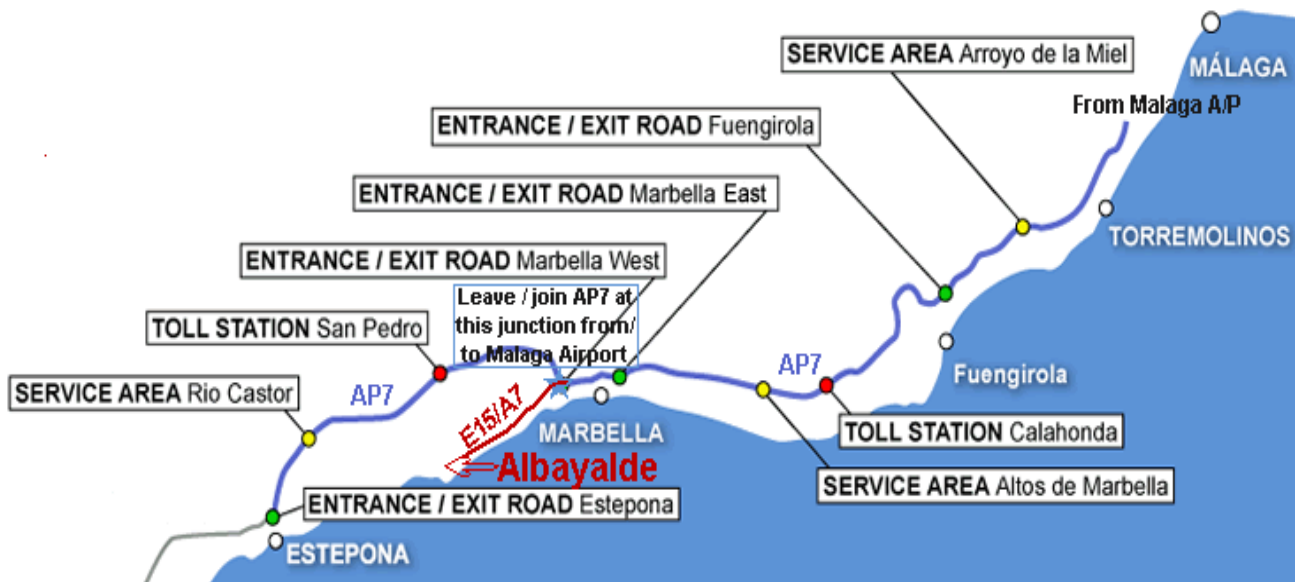 SERVICE AREA Arroyo de la Miel
MÁLAGA
From Malaga A/P
ENTRANCE / EXIT ROAD Fuengirola
ENTRANCE / EXIT ROAD Marbella East
TORREMOLINOS
ENTRANCE / EXIT ROAD Marbella West
Leave / join AP7 at
this junction from/
to Malaga Airport
TOLL STATION San Pedro
Fuengirola
AP7
AP7
SERVICE AREA Rio Castor
E15/A7
MARBELLA
TOLL STATION Calahonda
Albayalde
SERVICE AREA Altos de Marbella
ENTRANCE / EXIT ROAD Estepona
ESTEPONA